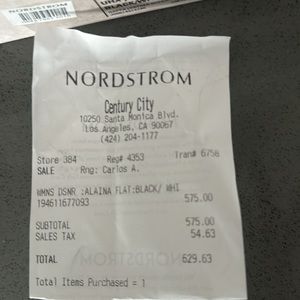 NORDSTROM
NORDSTROM
Century City
10250 Santa Monica Blvd.
Los Angeles, CA 90067
(424) 204-1177
Store 384 Reg# 4353 Tran# 6758
SALE Rng: Carlos A.
WMNS DSNR :ALAINA FLAT:BLACK/ WHI
194611677093 575.00
SUBTOTAL 575.00
SALES TAX 54.63
TOTAL 629.63
Total Items Purchased = 1